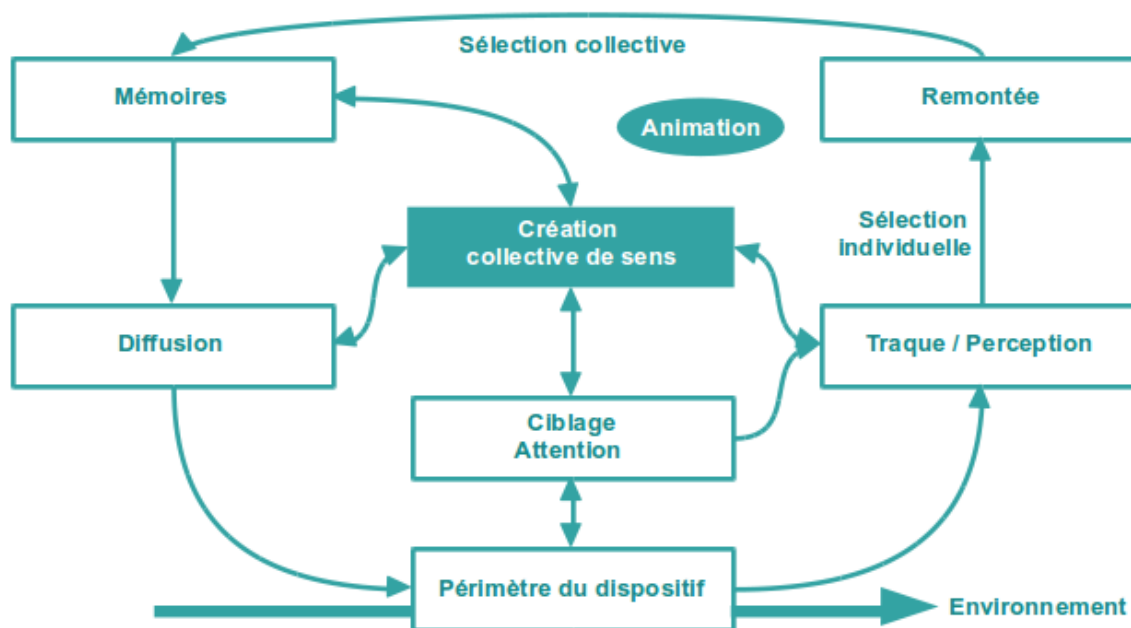 Sélection collective
Mémoires
Remontée
Animation
Sélection
individuelle
Création
collective de sens
Diffusion
Traque / Perception
Ciblage
Attention
Périmètre du dispositif
Environnement